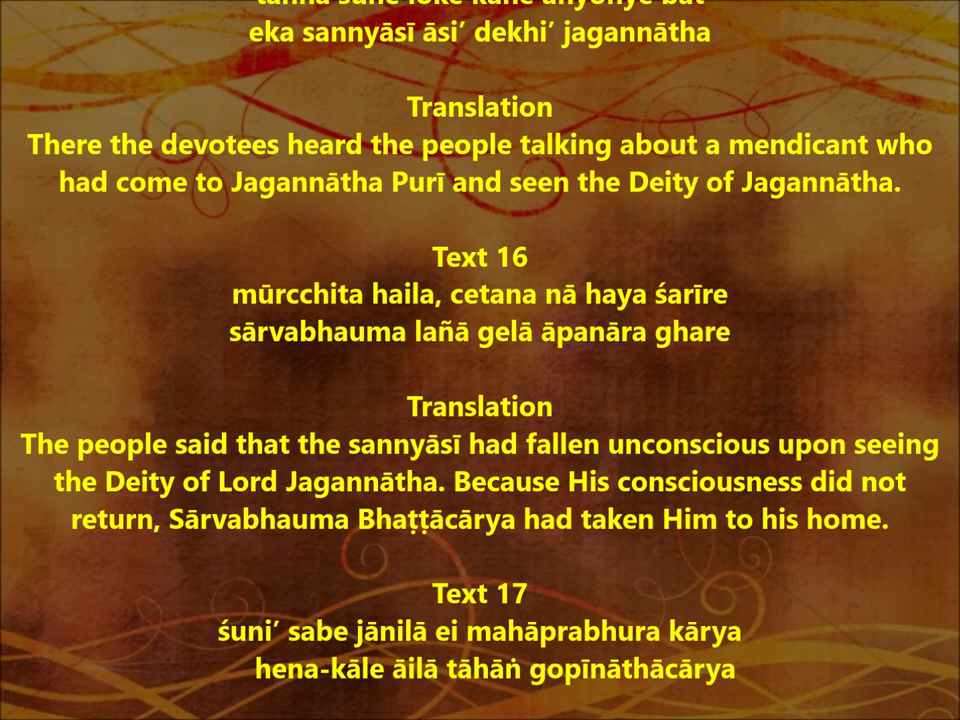 eka sannyāsī āsi’ dekhi’ jagannātha
Translation
There the devotees heard the people talking about a mendicant who
had come to Jagannātha Purī and seen the Deity of Jagannātha.
Text 16
mūrcchita haila, cetana nā haya śarīre
sārvabhauma lañā gelā āpanāra ghare
Translation
The people said that the sannyāsī had fallen unconscious upon seeing
the Deity of Lord Jagannātha. Because His consciousness did not
return, Sārvabhauma Bhaṭṭācārya had taken Him to his home.
Text 17
śuni’ sabe jānilā ei mahāprabhura kārya
hena-kāle āilā tāhāṅ gopīnāthācārya